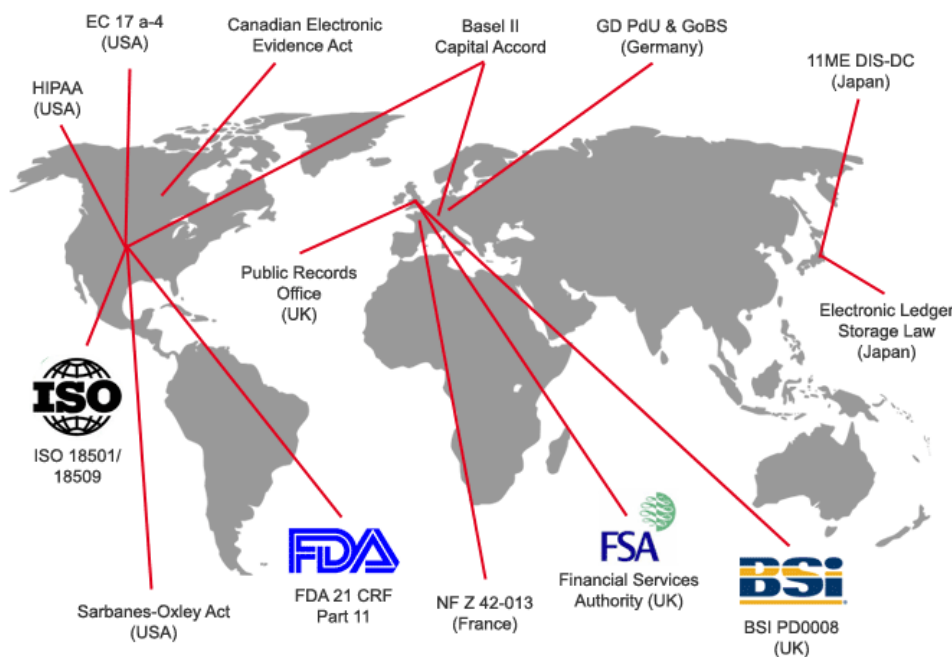 EC 17 a-4
(USA)
Canadian Electronic
Evidence Act
Basel II
Capital Accord
GD PdU & GoBS
(Germany)
11ME DIS-DC
(Japan)
HIPAA
(USA)
Public Records
Office
(UK)
Electronic Ledger
Storage Law
(Japan)
ISO
ISO 18501/
18509
FDA
FDA 21 CRF
Part 11
FSA
Financial Services
Authority (UK)
BSi
BSI PD0008
(UK)
NF Z 42-013
(France)
Sarbanes-Oxley Act
(USA)